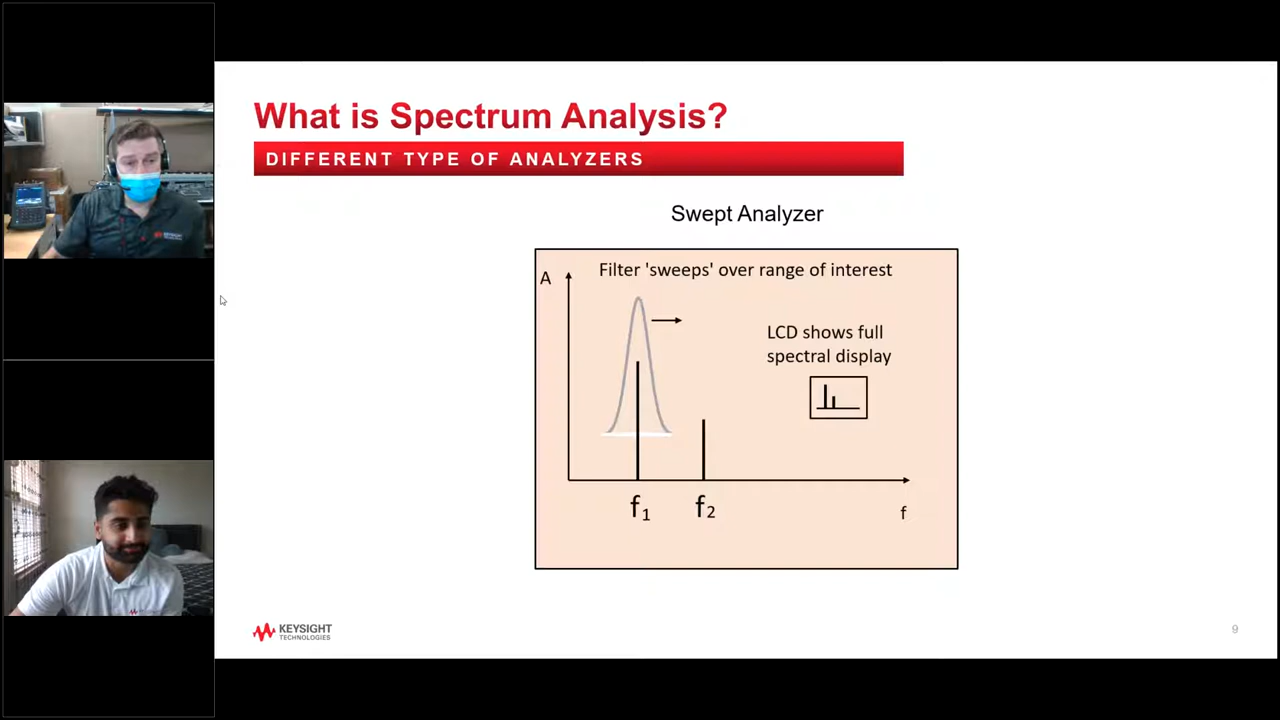 What is Spectrum Analysis?
DIFFERENT TYPE OF ANALYZERS
Swept Analyzer
Filter 'sweeps' over range of interest
A
LCD shows full
spectral display
f1
f2
f
KEYSIGHT
TECHNOLOGIES
9
KEYSIGHT